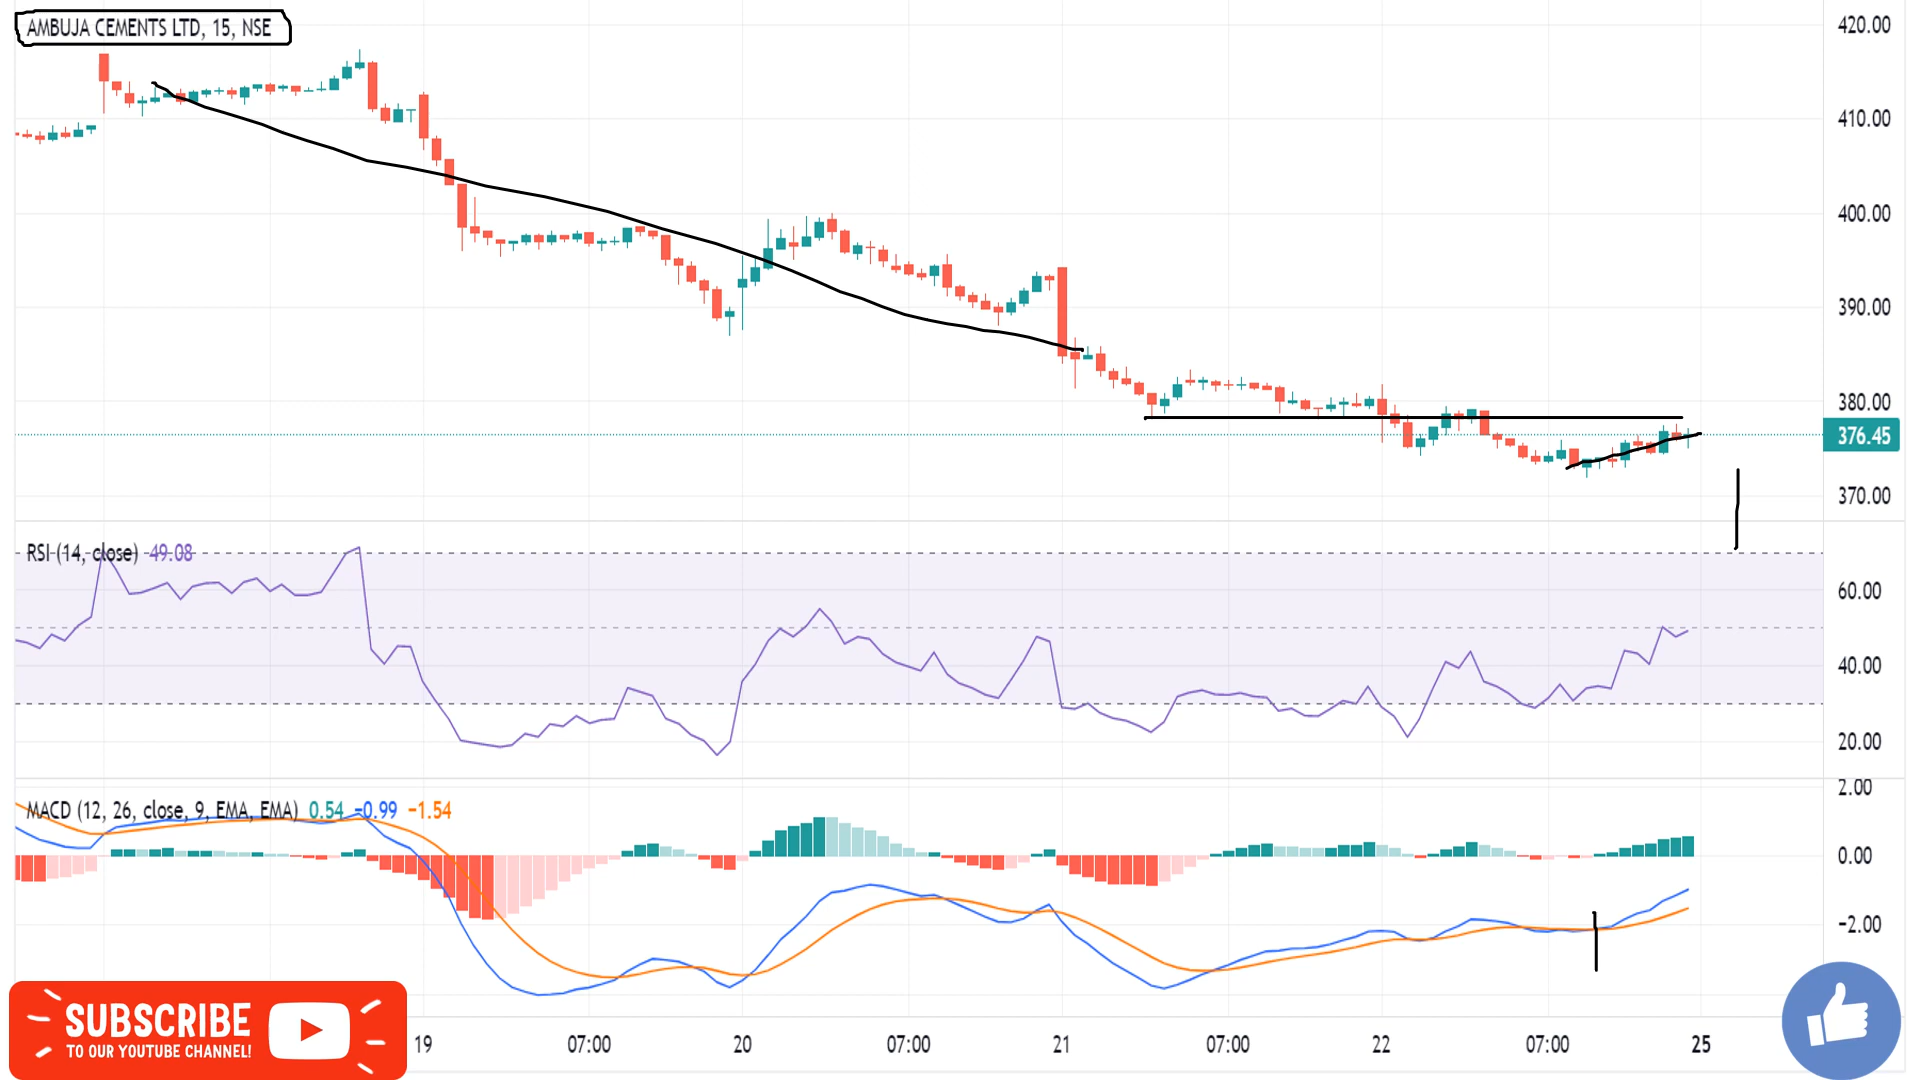 AMBUJA CEMENTS LTD, 15, NSE
420.00
410.00
400.00
390.00
380.00
376.45
370.00
RSI (14, close) 49.08
60.00
40.00
20.00
MACD (12, 26, close, 9, EMA, EMA) 0.54 −0.99 −1.54
2.00
0.00
−2.00
SUBSCRIBE
TO OUR YOUTUBE CHANNEL!
19 07:00 20 07:00 21 07:00 22 07:00 25